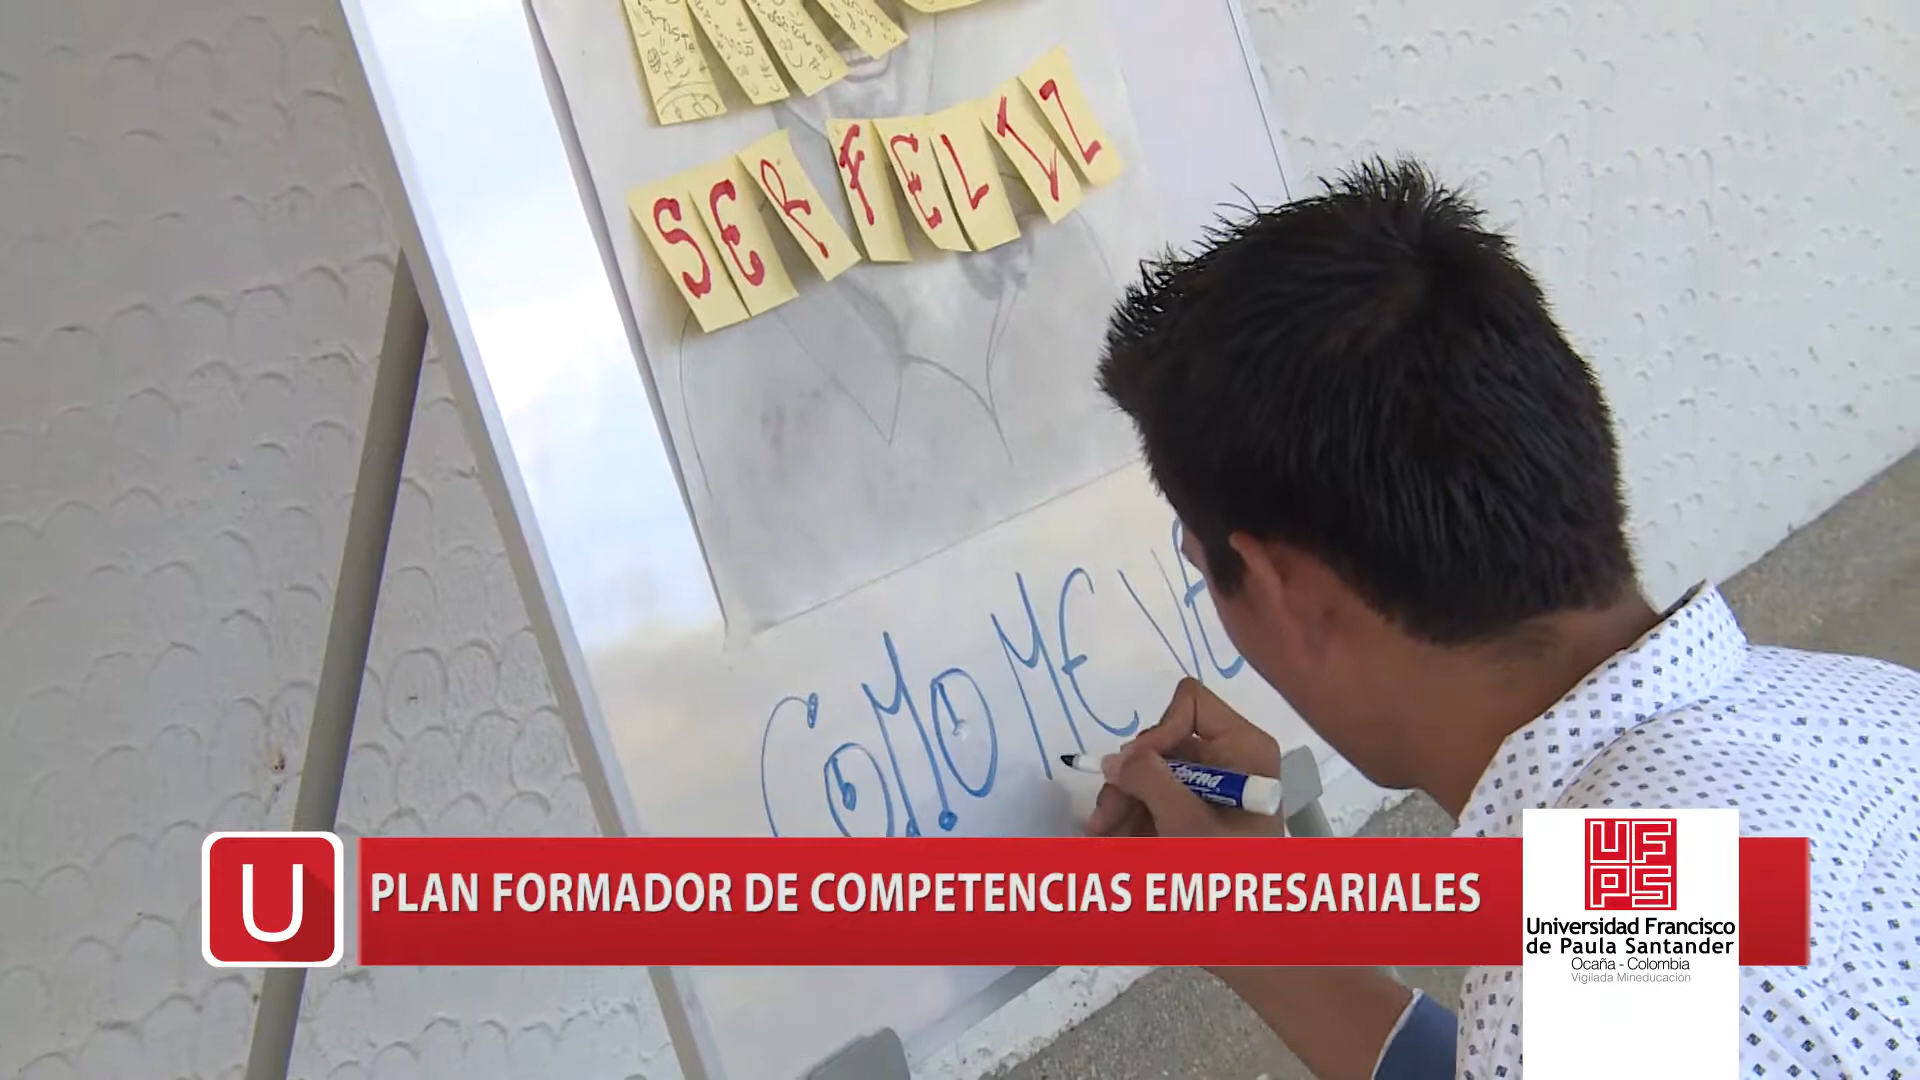 SER FELIZ
COMO ME VE
U
PLAN FORMADOR DE COMPETENCIAS EMPRESARIALES
UFPS
Universidad Francisco
de Paula Santander
Ocaña - Colombia
Vigilada Mineducación